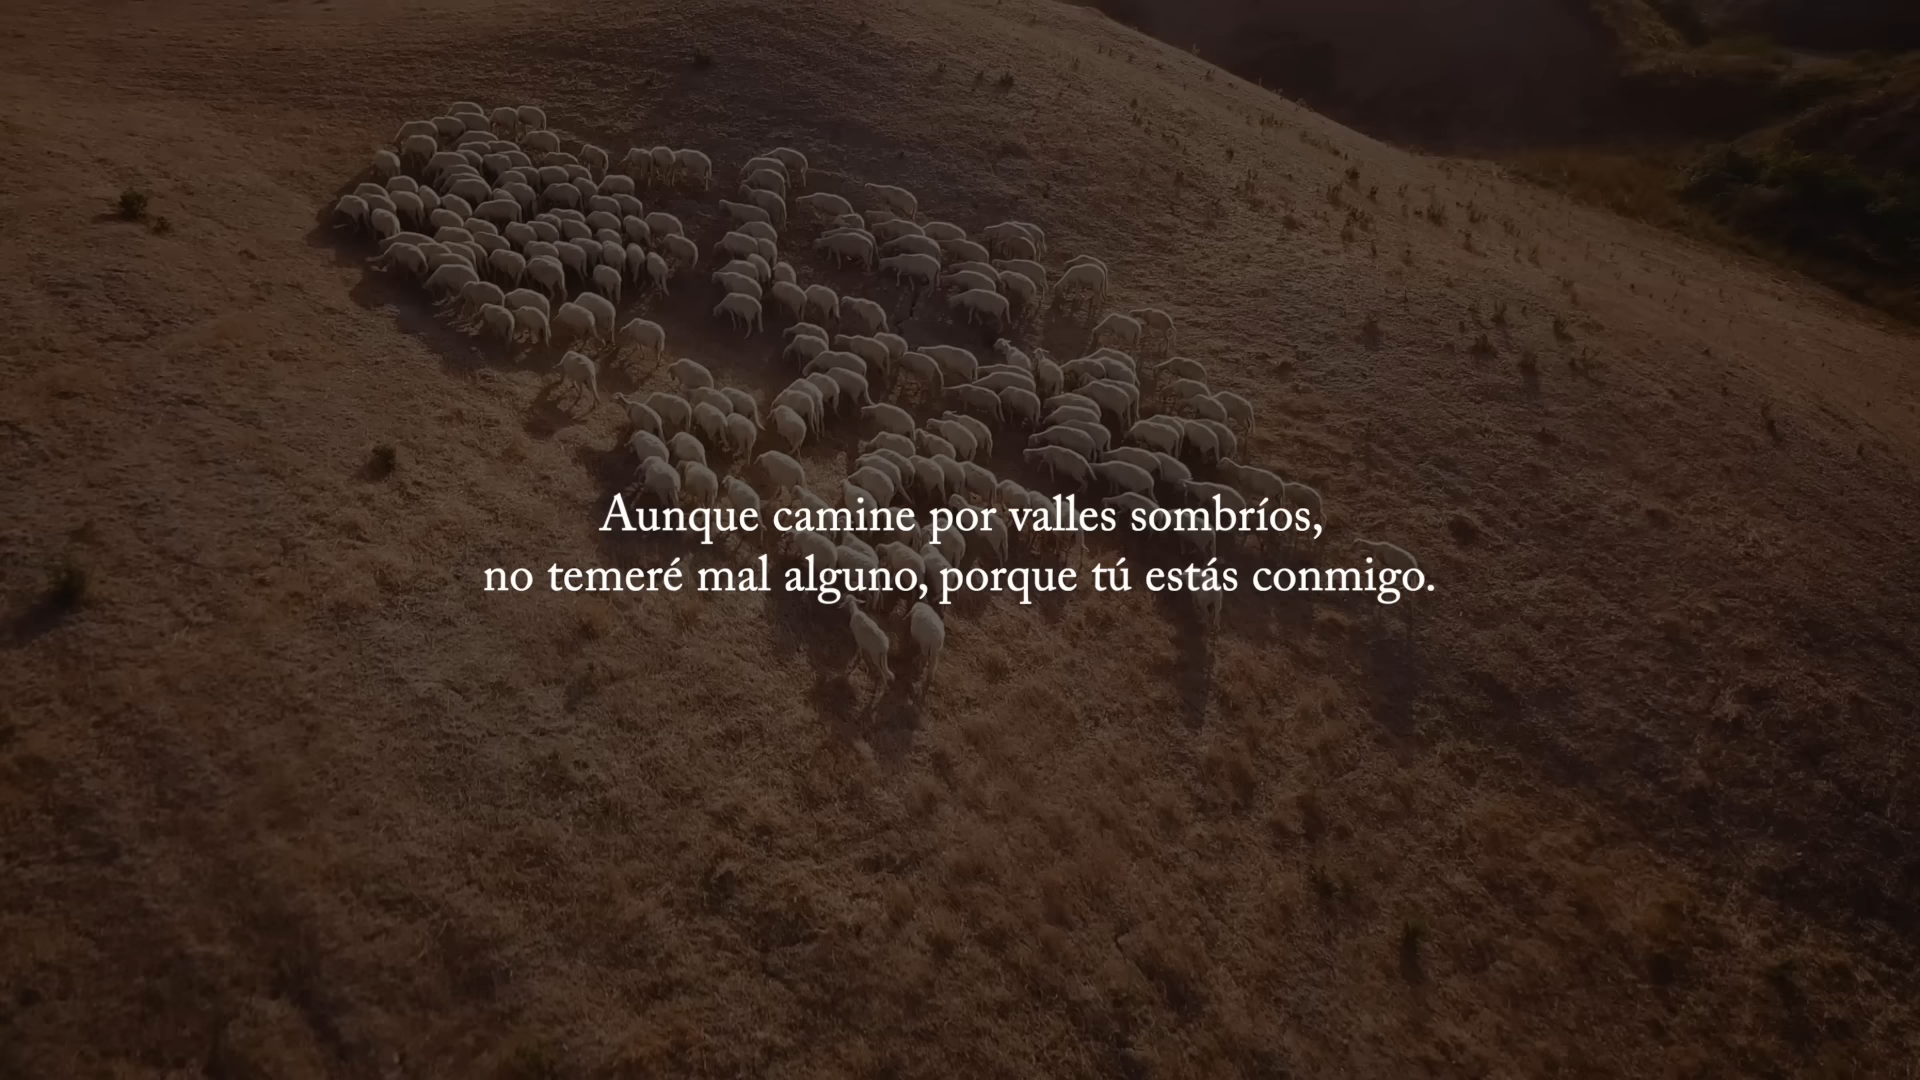 Aunque camine por valles sombríos,
no temeré mal alguno, porque tú estás conmigo.